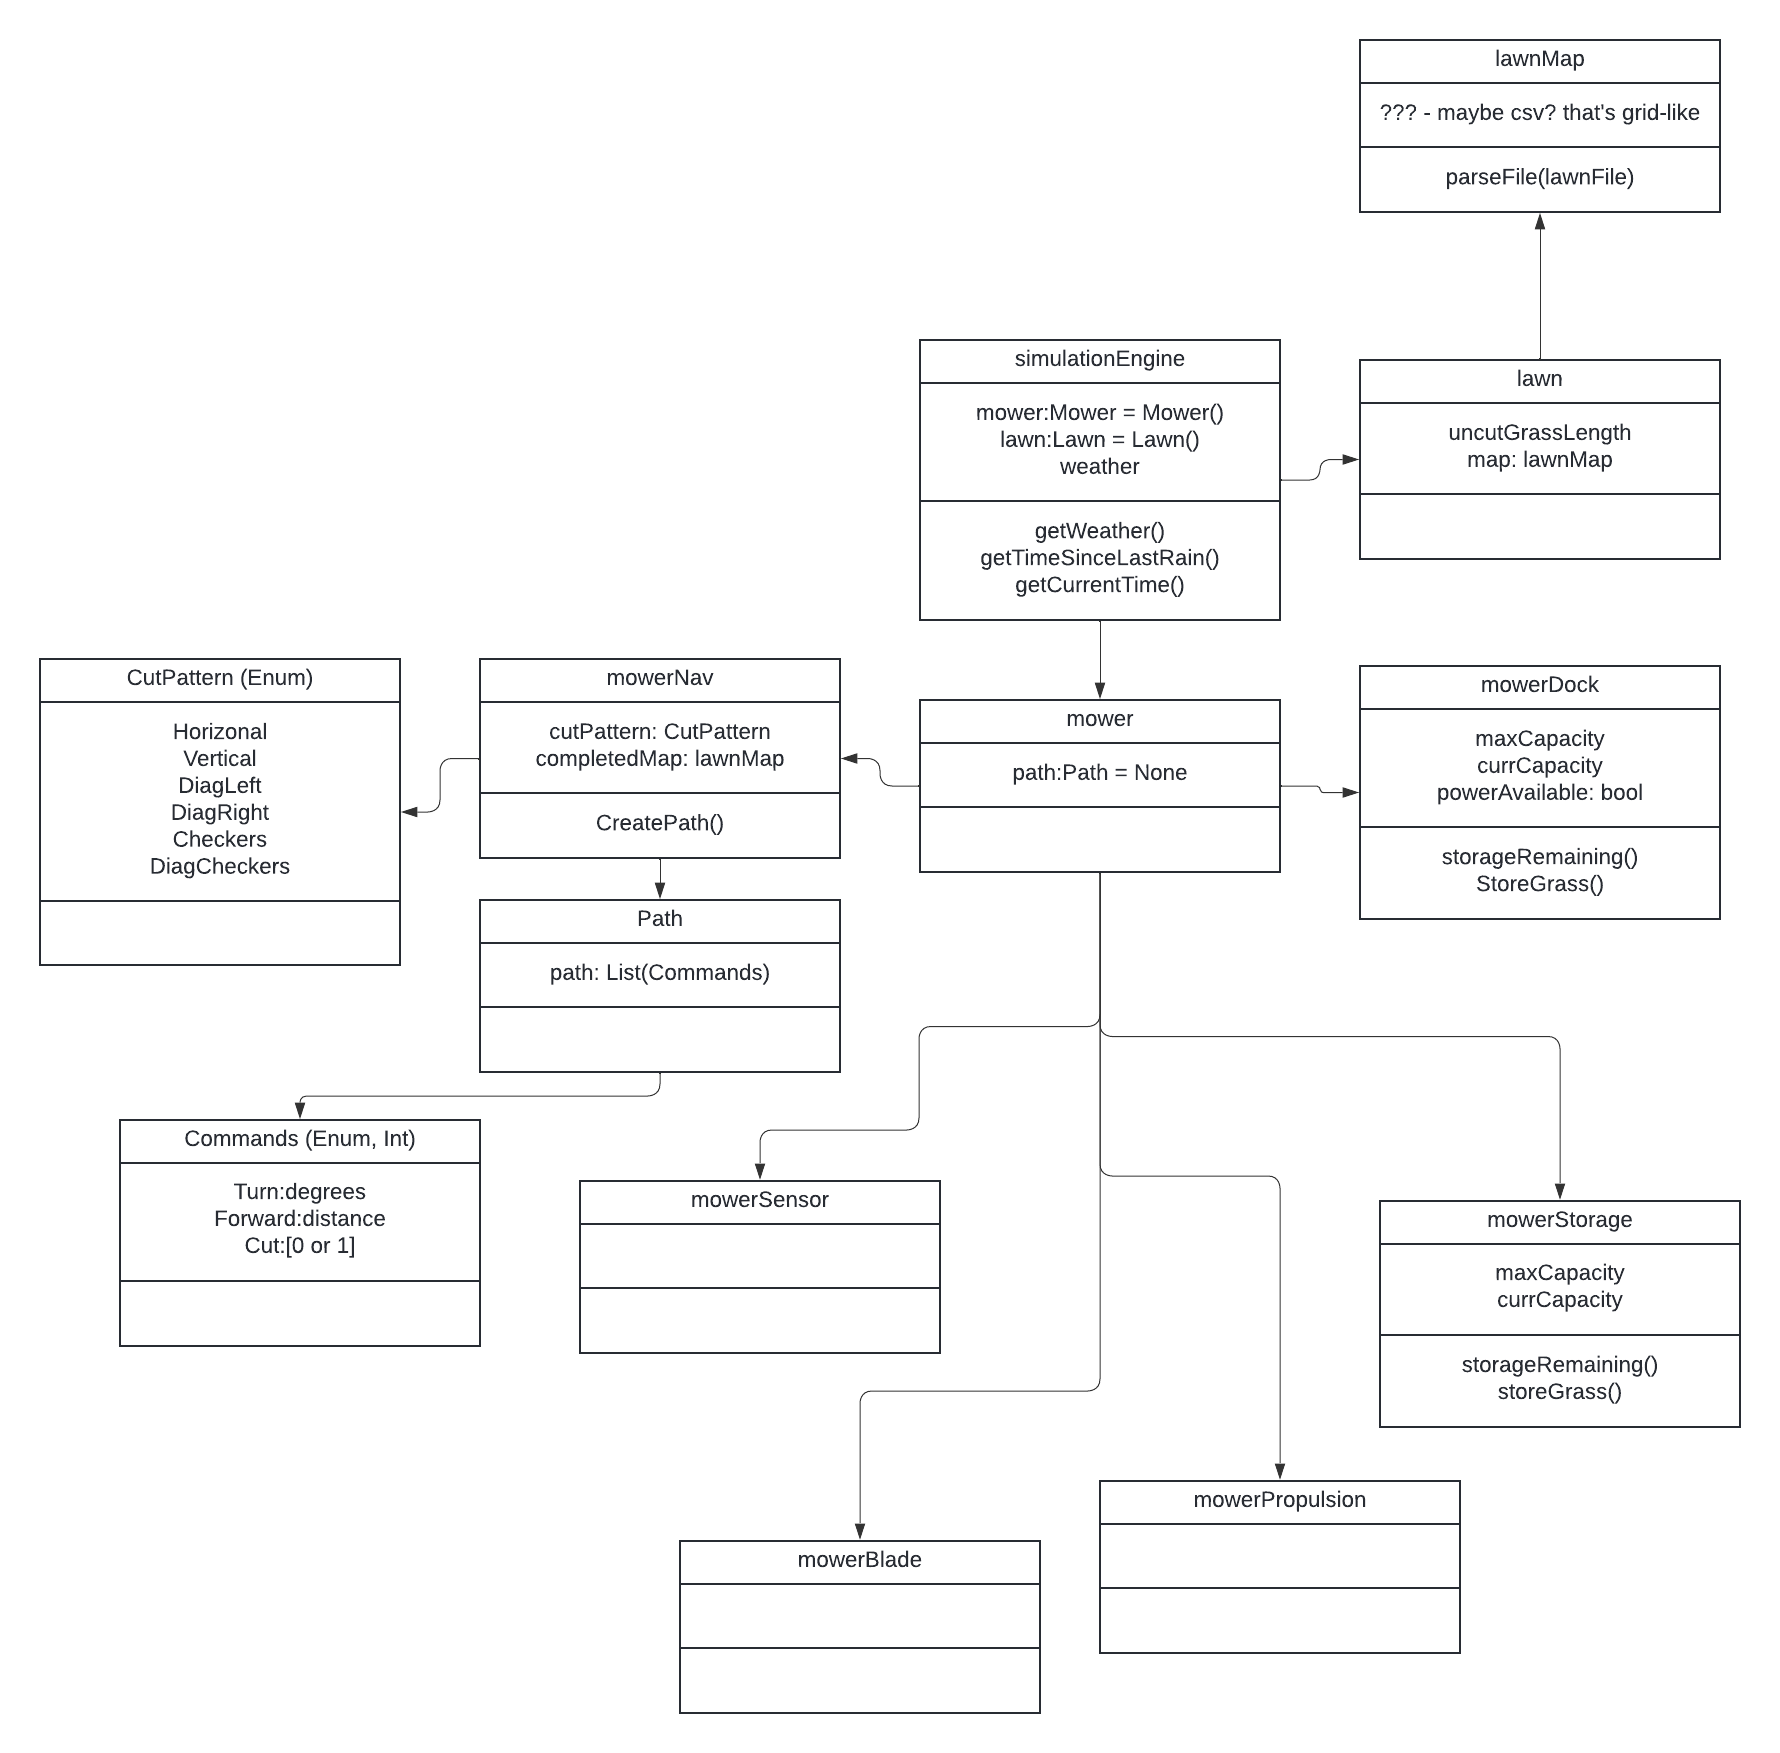 lawnMap
??? - maybe csv? that's grid-like
parseFile(lawnFile)
simulationEngine
mower:Mower = Mower()
lawn:Lawn = Lawn()
weather
getWeather()
getTimeSinceLastRain()
getCurrentTime()
lawn
uncutGrassLength
map: lawnMap
CutPattern (Enum)
Horizonal
Vertical
DiagLeft
DiagRight
Checkers
DiagCheckers
mowerNav
cutPattern: CutPattern
completedMap: lawnMap
CreatePath()
mower
path:Path = None
mowerDock
maxCapacity
currCapacity
powerAvailable: bool
storageRemaining()
StoreGrass()
Path
path: List(Commands)
Commands (Enum, Int)
Turn:degrees
Forward:distance
Cut:[0 or 1]
mowerSensor
mowerStorage
maxCapacity
currCapacity
storageRemaining()
storeGrass()
mowerPropulsion
mowerBlade